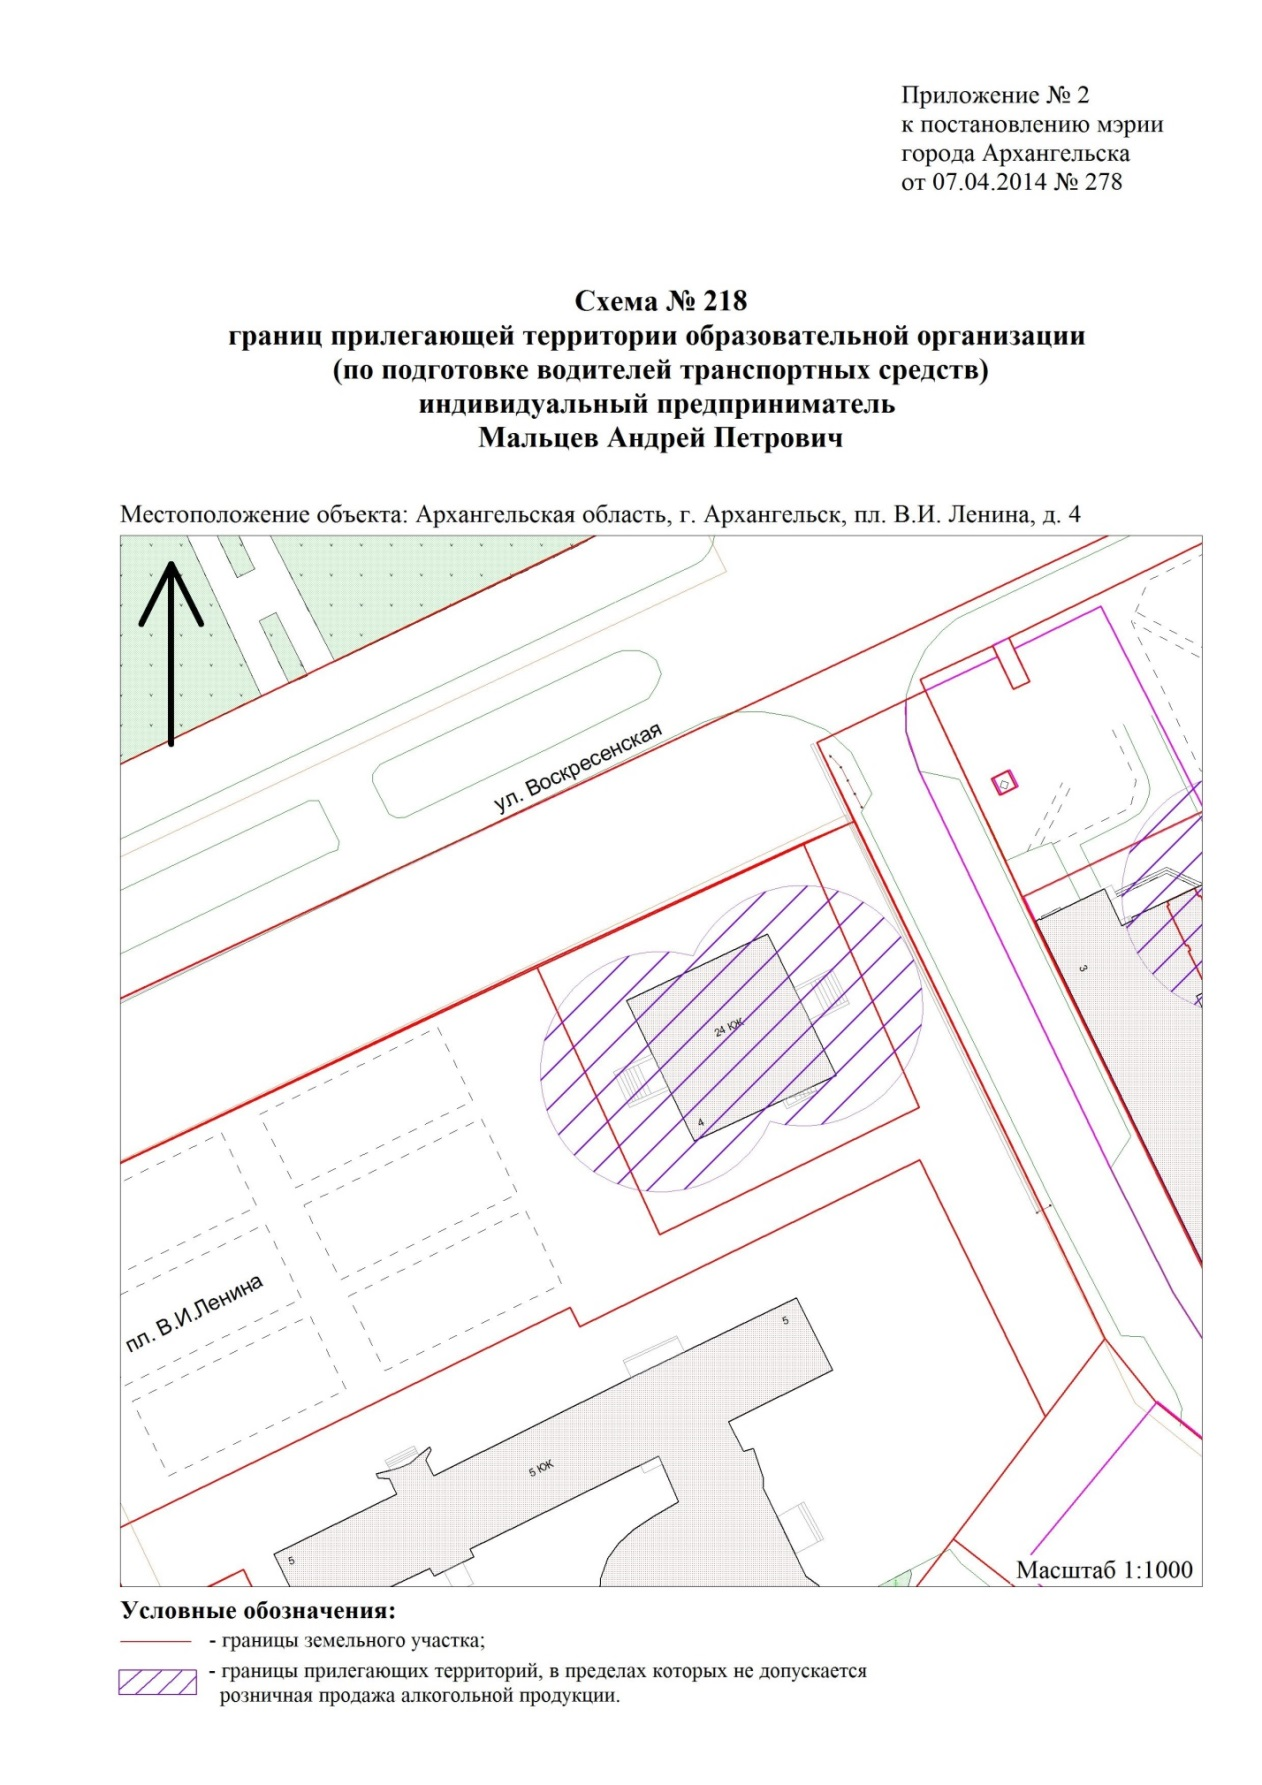 Приложение № 2
к постановлению мэрии
города Архангельска
от 07.04.2014 № 278
Схема № 218
границ прилегающей территории образовательной организации
(по подготовке водителей транспортных средств)
индивидуальный предприниматель
Мальцев Андрей Петрович
Местоположение объекта: Архангельская область, г. Архангельск, пл. В.И. Ленина, д. 4
ул. Воскресенская
3
24 КЖ
4
пл. В.И.Ленина
5
5 КЖ
5
Масштаб 1:1000
Условные обозначения:
- границы земельного участка;
- границы прилегающих территорий, в пределах которых не допускается
розничная продажа алкогольной продукции.